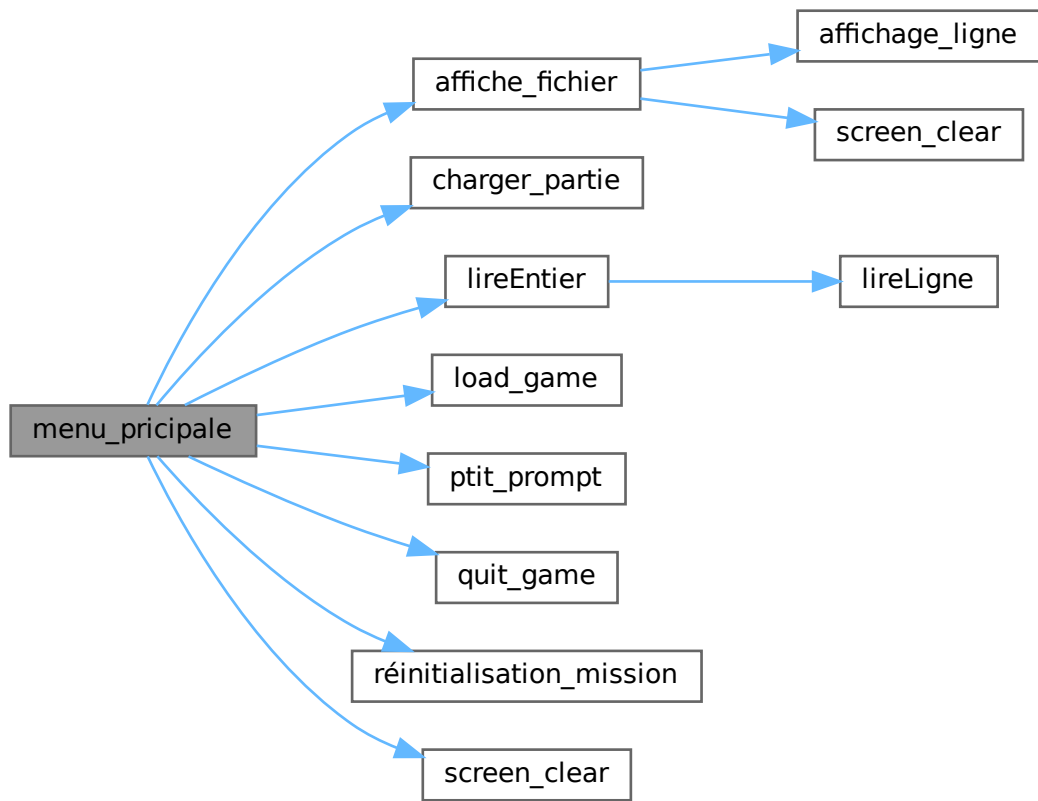 affichage_ligne
affiche_fichier
screen_clear
charger_partie
lireEntier
lireLigne
load_game
menu_pricipale
ptit_prompt
quit_game
réinitialisation_mission
screen_clear